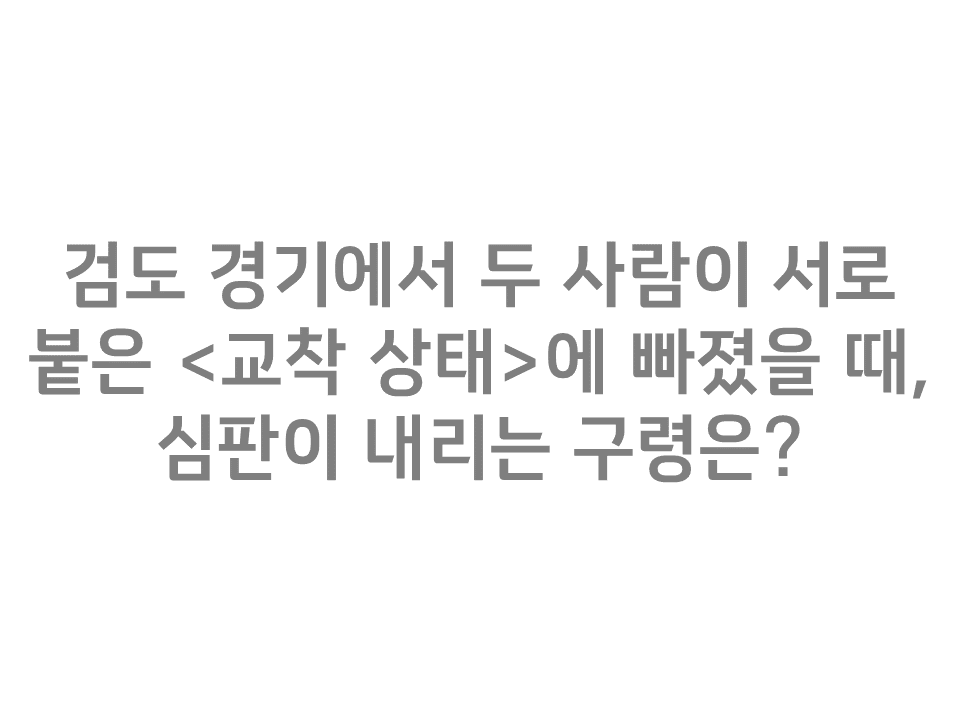 검도 경기에서 두 사람이 서로
붙은 <교착 상태>에 빠졌을 때,
심판이 내리는 구령은?